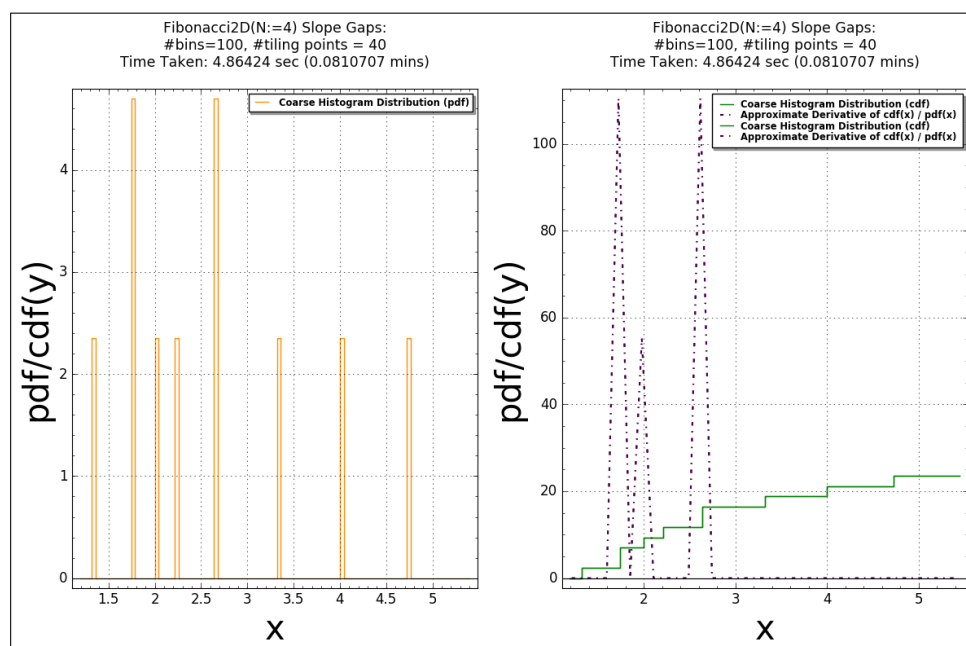 Fibonacci2D(N:=4) Slope Gaps:
#bins=100, #tiling points = 40
Time Taken: 4.86424 sec (0.0810707 mins)
Coarse Histogram Distribution (pdf)
pdf/cdf(y)
4
3
2
1
0
1.5
2
2.5
3
3.5
4
4.5
5
x
Fibonacci2D(N:=4) Slope Gaps:
#bins=100, #tiling points = 40
Time Taken: 4.86424 sec (0.0810707 mins)
Coarse Histogram Distribution (cdf)
Approximate Derivative of cdf(x) / pdf(x)
Coarse Histogram Distribution (cdf)
Approximate Derivative of cdf(x) / pdf(x)
pdf/cdf(y)
100
80
60
40
20
0
2
3
4
5
x